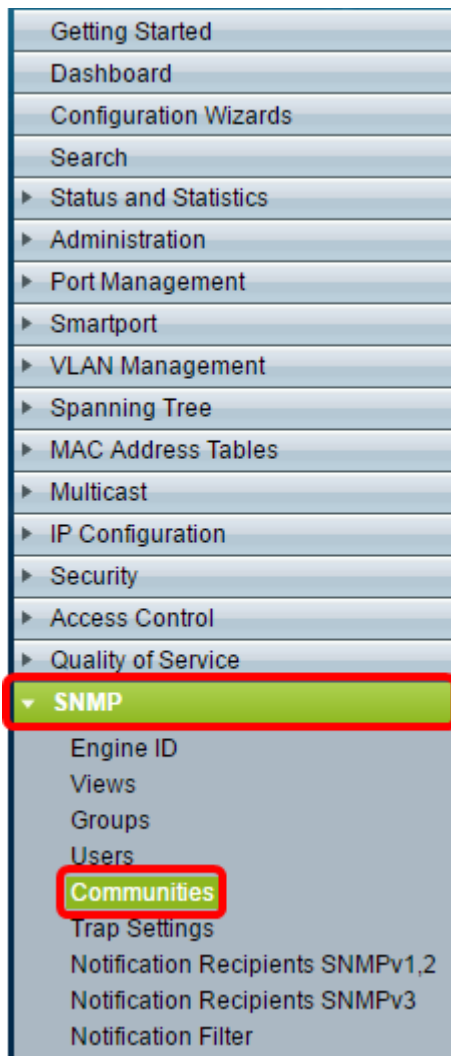 Getting Started
Dashboard
Configuration Wizards
Search
Status and Statistics
Administration
Port Management
Smartport
VLAN Management
Spanning Tree
MAC Address Tables
Multicast
IP Configuration
Security
Access Control
Quality of Service
SNMP
Engine ID
Views
Groups
Users
Communities
Trap Settings
Notification Recipients SNMPv1,2
Notification Recipients SNMPv3
Notification Filter